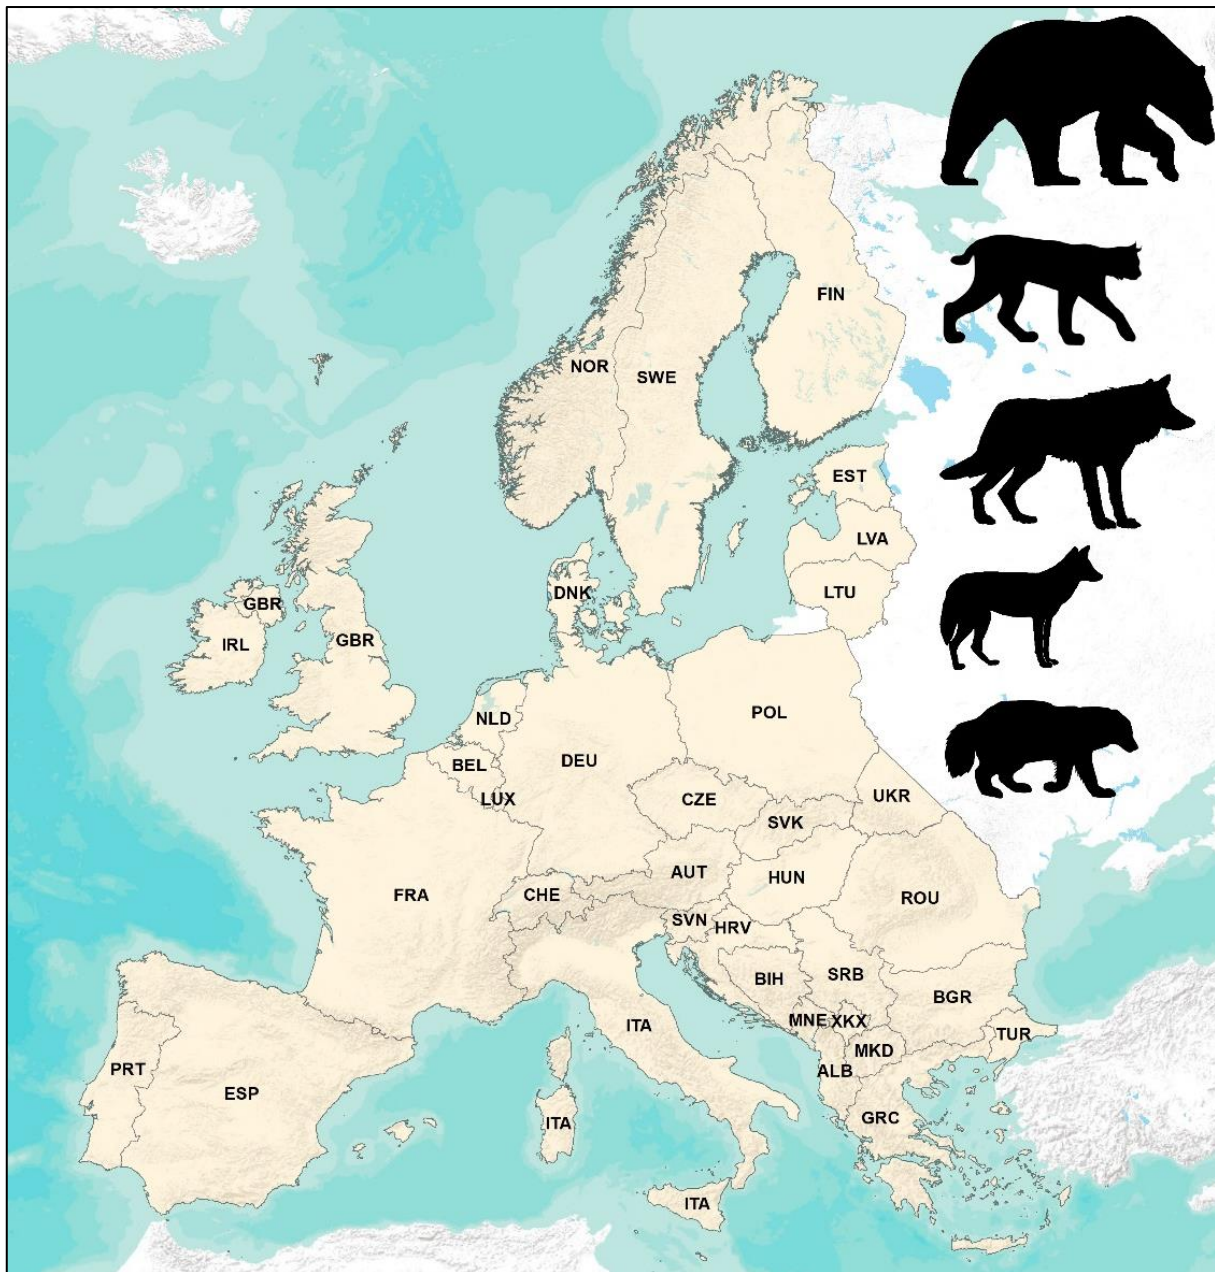 FIN
NOR
SWE
EST
LVA
DNK
LTU
GBR
IRL
GBR
NLD
POL
BEL
DEU
LUX
CZE
UKR
SVK
AUT
HUN
FRA
CHE
ROU
SVN
HRV
BIH
SRB
BGR
MNE
XKX
ITA
TUR
MKD
PRT
ALB
ESP
ITA
GRC
ITA